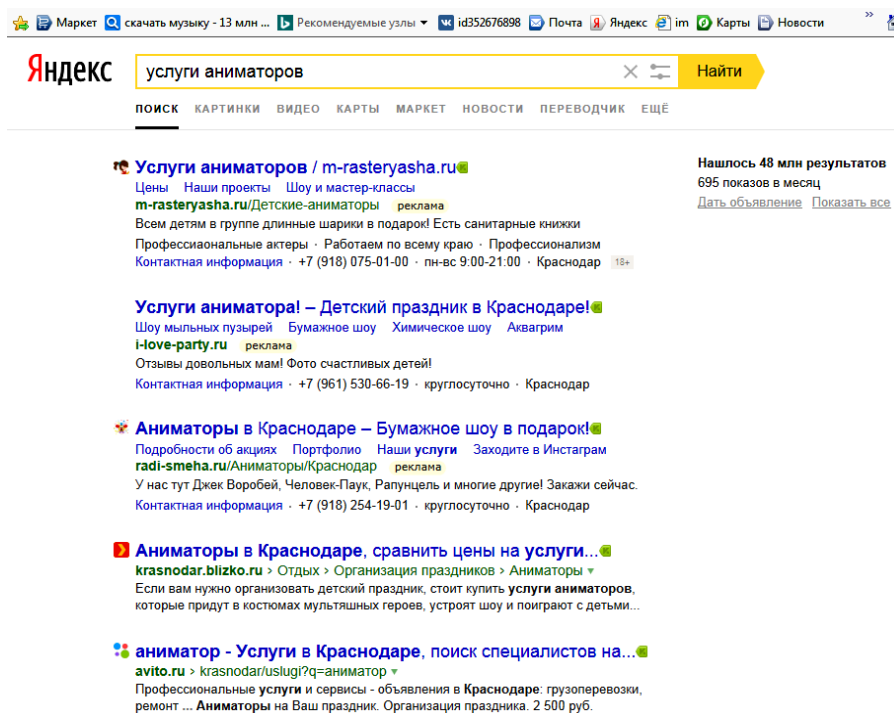 Маркет скачать музыку - 13 млн ... Рекомендуемые узлы id352676898 Почта Яндекс im Карты Новости »
Яндекс услуги аниматоров Найти
ПОИСК КАРТИНКИ ВИДЕО КАРТЫ МАРКЕТ НОВОСТИ ПЕРЕВОДЧИК ЕЩЁ
Услуги аниматоров / m-rasteryasha.ru
Цены Наши проекты Шоу и мастер-классы
m-rasteryasha.ru/Детские-аниматоры реклама
Всем детям в группе длинные шарики в подарок! Есть санитарные книжки
Профессиаональные актеры · Работаем по всему краю · Профессионализм
Контактная информация · +7 (918) 075-01-00 · пн-вс 9:00-21:00 · Краснодар 18+
Услуги аниматора! – Детский праздник в Краснодаре!
Шоу мыльных пузырей Бумажное шоу Химическое шоу Аквагрим
i-love-party.ru реклама
Отзывы довольных мам! Фото счастливых детей!
Контактная информация · +7 (961) 530-66-19 · круглосуточно · Краснодар
Аниматоры в Краснодаре – Бумажное шоу в подарок!
Подробности об акциях Портфолио Наши услуги Заходите в Инстаграм
radi-smeha.ru/Аниматоры/Краснодар реклама
У нас тут Джек Воробей, Человек-Паук, Рапунцель и многие другие! Закажи сейчас.
Контактная информация · +7 (918) 254-19-01 · круглосуточно · Краснодар
Аниматоры в Краснодаре, сравнить цены на услуги...
krasnodar.blizko.ru › Отдых › Организация праздников › Аниматоры
Если вам нужно организовать детский праздник, стоит купить услуги аниматоров,
которые придут в костюмах мультяшных героев, устроят шоу и поиграют с детьми...
аниматор - Услуги в Краснодаре, поиск специалистов на...
avito.ru › krasnodar/uslugi?q=аниматор
Профессиональные услуги и сервисы - объявления в Краснодаре: грузоперевозки,
ремонт ... Аниматоры на Ваш праздник. Организация праздника. 2 500 руб.
Нашлось 48 млн результатов
695 показов в месяц
Дать объявление Показать все